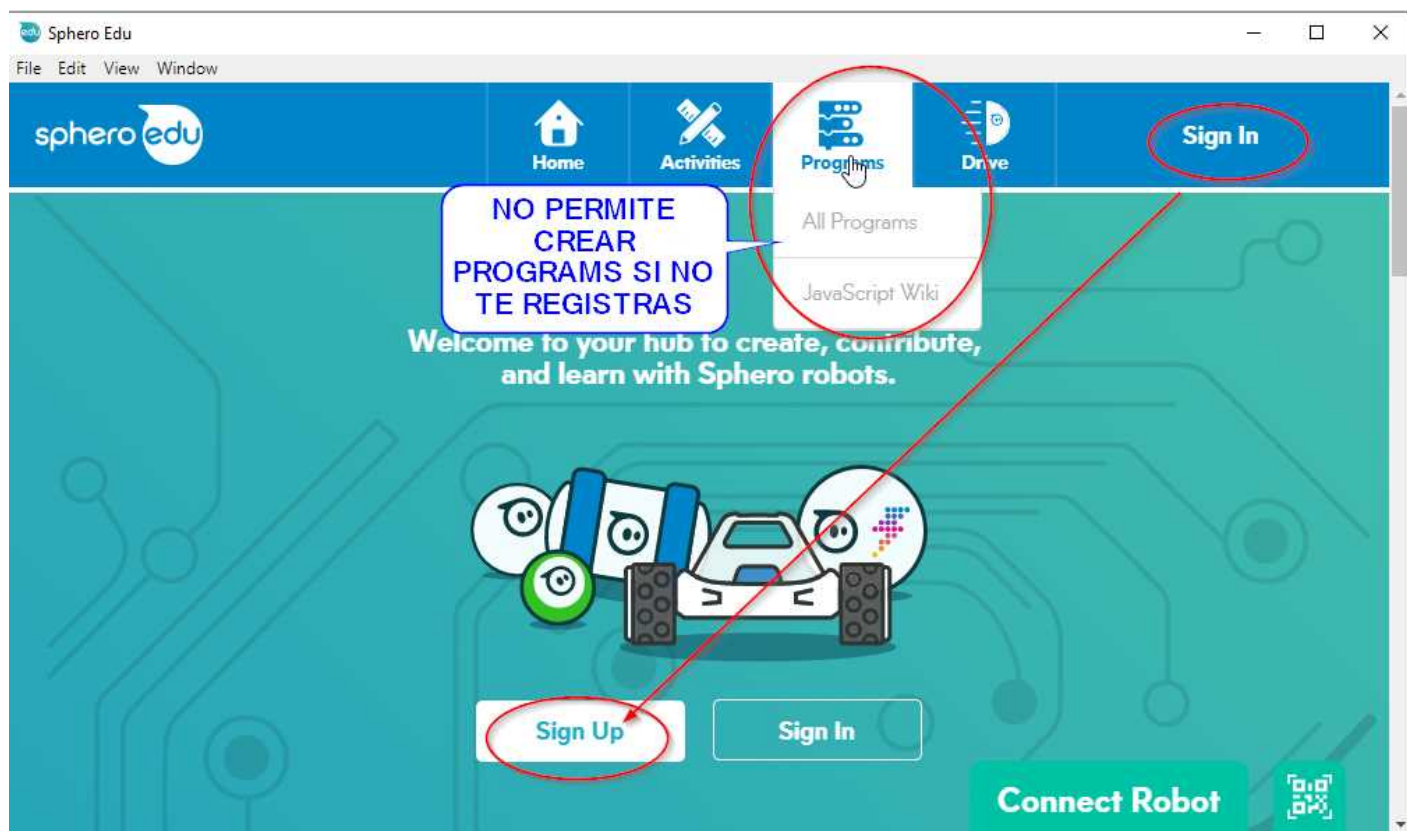 Sphero Edu
File Edit View Window
sphero edu
Home Activities Programs Drive Sign In
NO PERMITE
CREAR
PROGRAMS SI NO
TE REGISTRAS
All Programs
JavaScript Wiki
Welcome to your hub to create, contribute,
and learn with Sphero robots.
Sign Up Sign In
Connect Robot